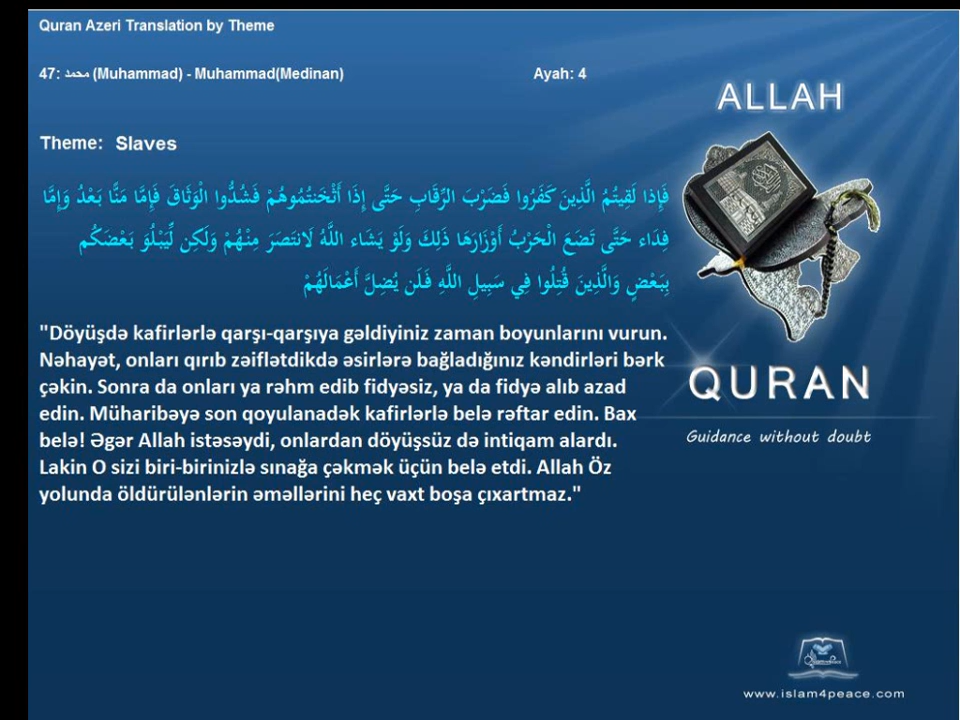 Quran Azeri Translation by Theme
47: محمد (Muhammad) - Muhammad(Medinan) Ayah: 4
ALLAH
Theme: Slaves
فَإِذا لَقِيتُمُ الَّذِينَ كَفَرُوا فَضَرْبَ الرِّقَابِ حَتَّى إِذَا أَثْخَنتُمُوهُمْ فَشُدُّوا الْوَثَاقَ فَإِمَّا مَنًّا بَعْدُ وَإِمَّا
فِدَاء حَتَّى تَضَعَ الْحَرْبُ أَوْزَارَهَا ذَلِكَ وَلَوْ يَشَاء اللَّهُ لَانتَصَرَ مِنْهُمْ وَلَكِن لِّيَبْلُوَ بَعْضَكُم
بِبَعْضٍ وَالَّذِينَ قُتِلُوا فِي سَبِيلِ اللَّهِ فَلَن يُضِلَّ أَعْمَالَهُمْ
"Döyüşdə kafirlərlə qarşı-qarşıya gəldiyiniz zaman boyunlarını vurun.
Nəhayət, onları qırıb zəiflətdikdə əsirlərə bağladığınız kəndirləri bərk
çəkin. Sonra da onları ya rəhm edib fidyəsiz, ya da fidyə alıb azad
edin. Müharibəyə son qoyulanadək kafirlərlə belə rəftar edin. Bax
belə! Əgər Allah istəsəydi, onlardan döyüşsüz də intiqam alardı.
Lakin O sizi biri-birinizlə sınağa çəkmək üçün belə etdi. Allah Öz
yolunda öldürülənlərin əməllərini heç vaxt boşa çıxartmaz."
QURAN
Guidance without doubt
www.islam4peace.com